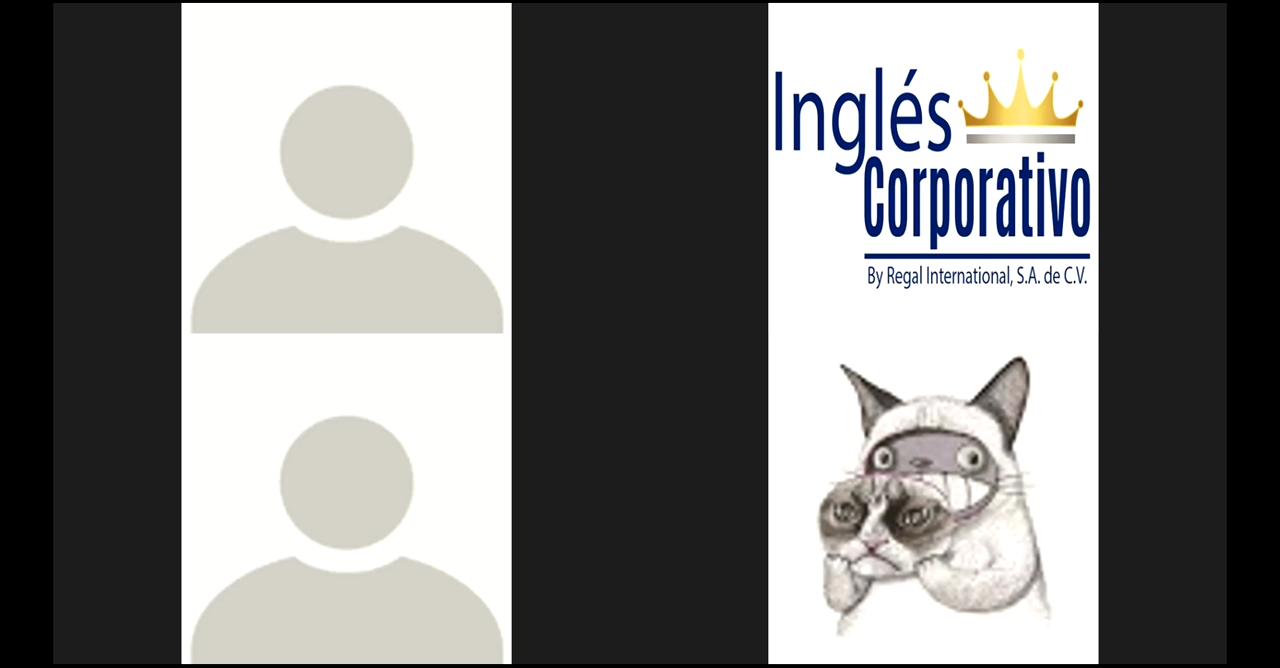 Inglés
Corporativo
By Regal International, S.A. de C.V.